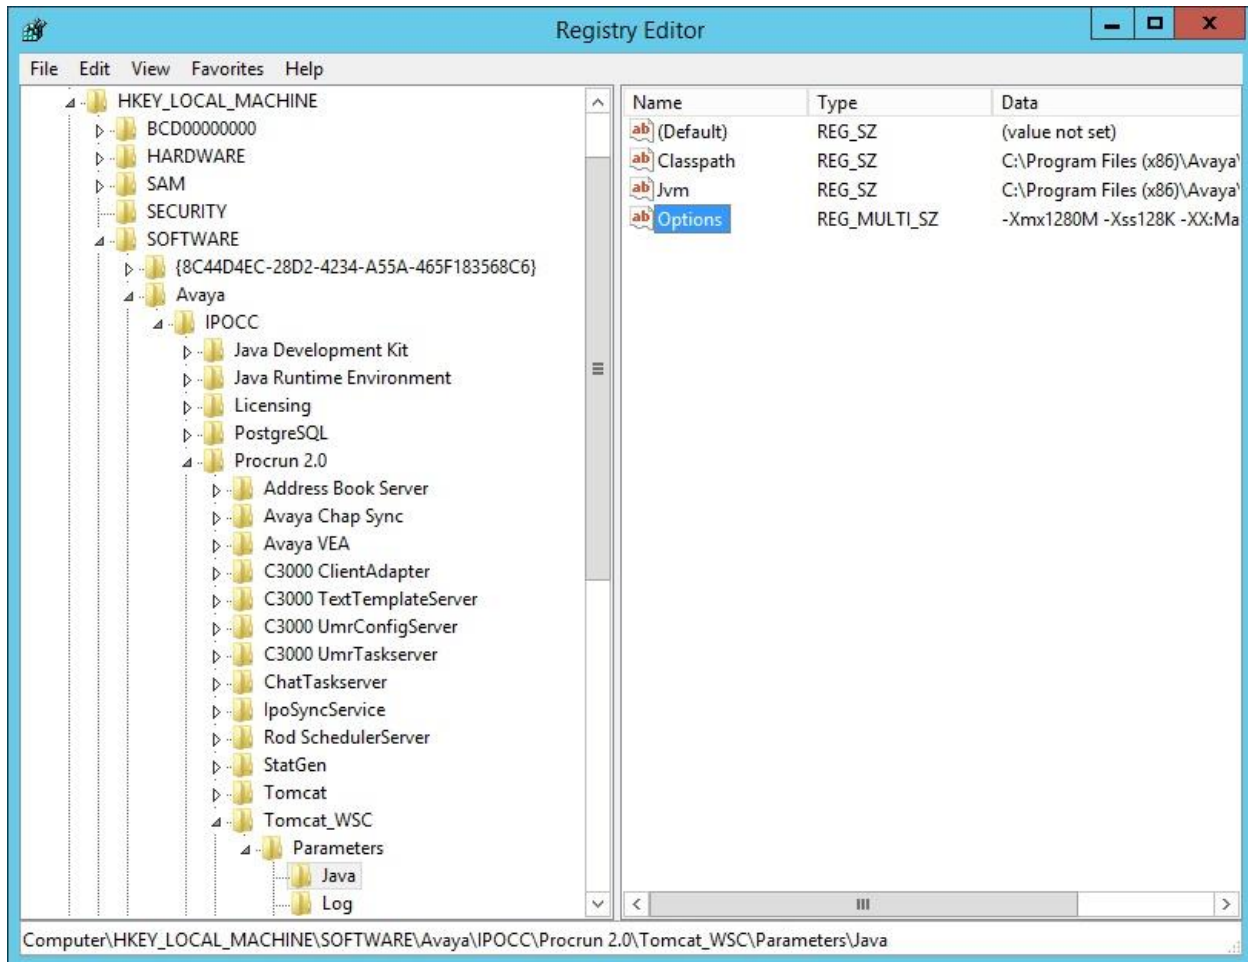 Registry Editor
File Edit View Favorites Help
HKEY_LOCAL_MACHINE
BCD00000000
HARDWARE
SAM
SECURITY
SOFTWARE
{8C44D4EC-28D2-4234-A55A-465F183568C6}
Avaya
IPOCC
Java Development Kit
Java Runtime Environment
Licensing
PostgreSQL
Procrun 2.0
Address Book Server
Avaya Chap Sync
Avaya VEA
C3000 ClientAdapter
C3000 TextTemplateServer
C3000 UmrConfigServer
C3000 UmrTaskserver
ChatTaskserver
IpoSyncService
Rod SchedulerServer
StatGen
Tomcat
Tomcat_WSC
Parameters
Java
Log
Name Type Data
(Default) REG_SZ (value not set)
Classpath REG_SZ C:\Program Files (x86)\Avaya\
Jvm REG_SZ C:\Program Files (x86)\Avaya\
Options REG_MULTI_SZ -Xmx1280M -Xss128K -XX:Ma
Computer\HKEY_LOCAL_MACHINE\SOFTWARE\Avaya\IPOCC\Procrun 2.0\Tomcat_WSC\Parameters\Java